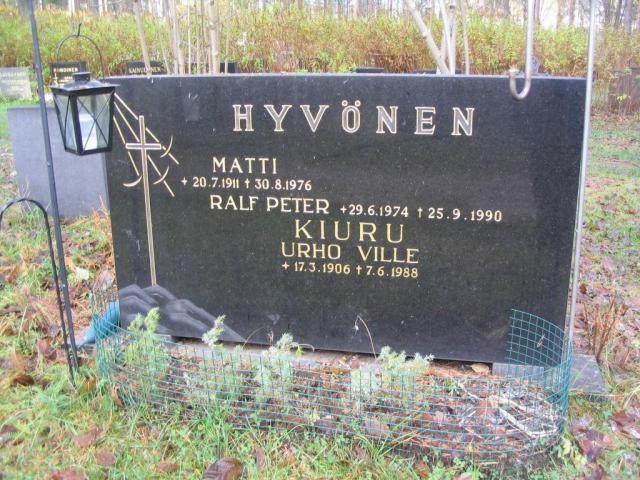 HYVÖNEN
MATTI
+ 20.7.1911 † 30.8.1976
RALF PETER +29.6.1974 † 25.9.1990
KIURU
URHO VILLE
+ 17.3.1906 † 7.6.1988